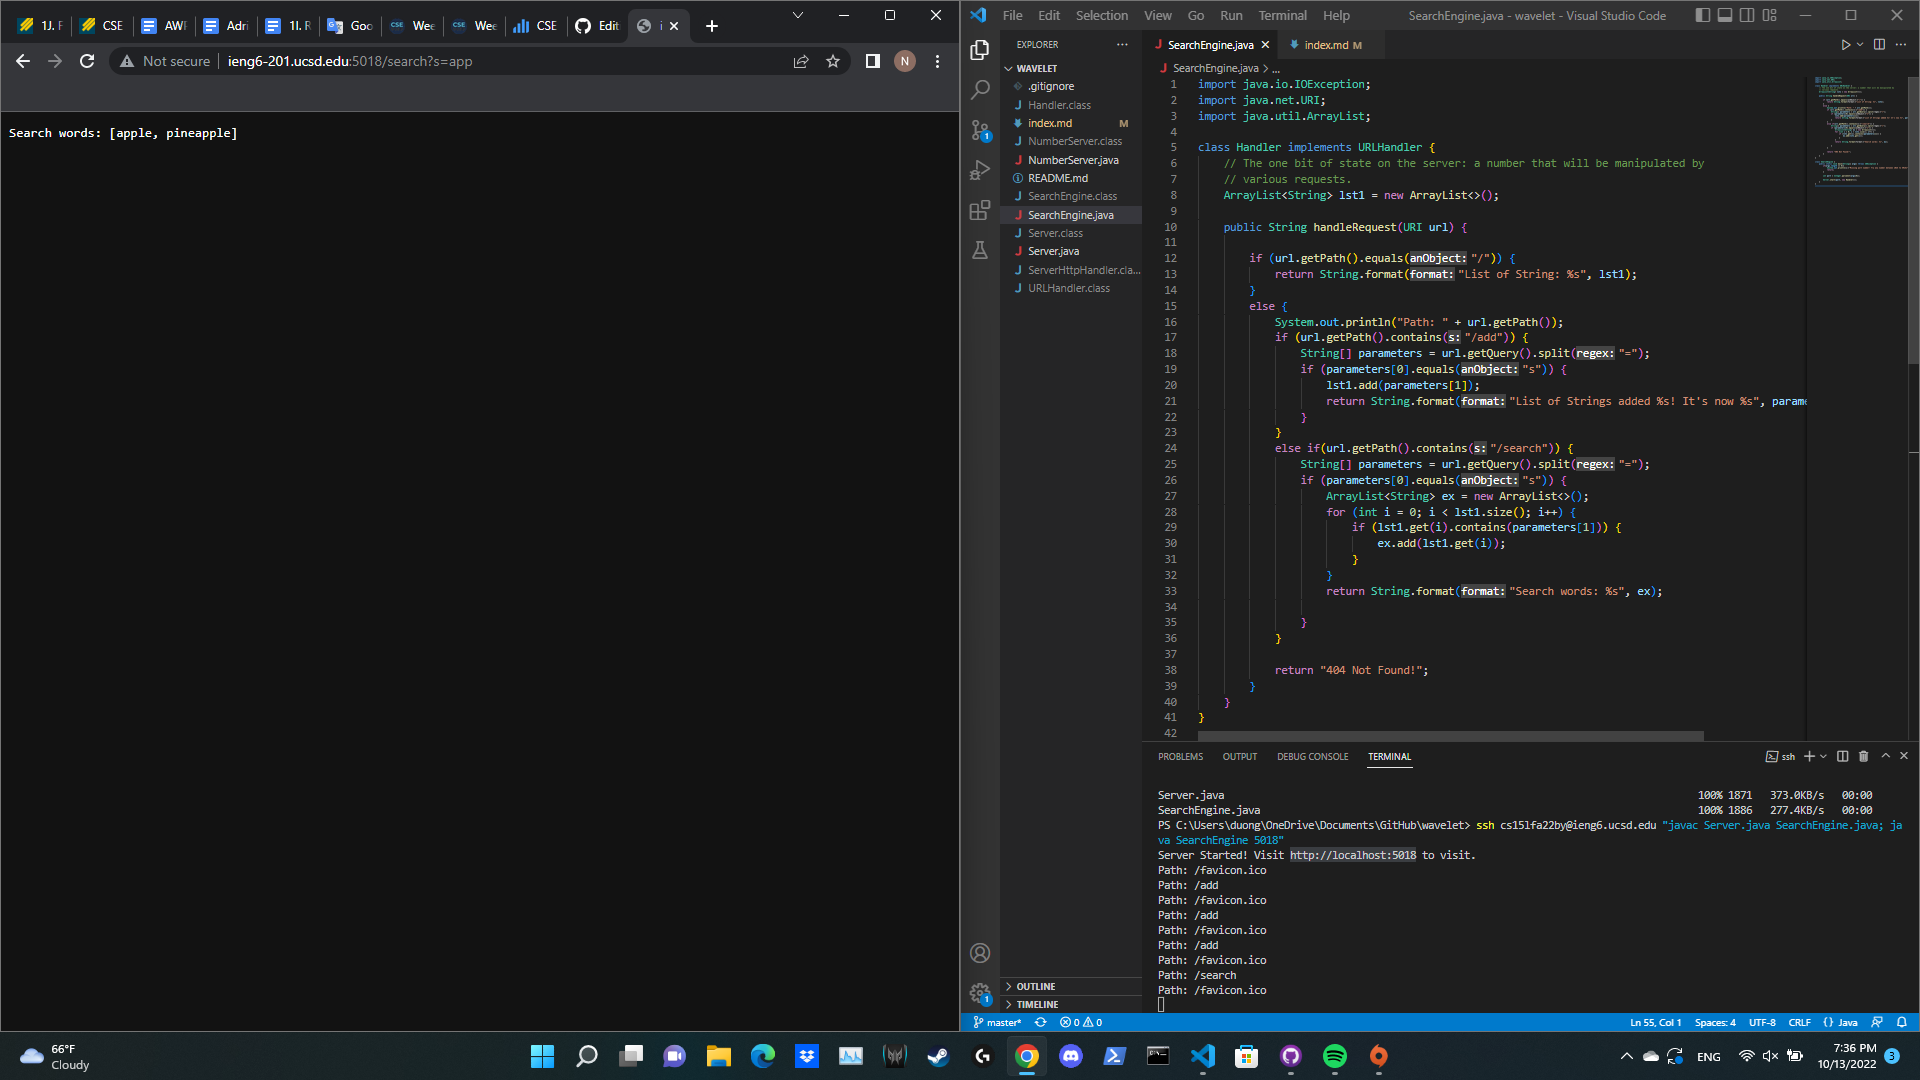 1J. F
CSE
AWI
Adri
1I. R
Goo
CSE Wee
CSE Wee
CSE
Edit
Not secure
ieng6-201.ucsd.edu:5018/search?s=app
N
Search words: [apple, pineapple]
File Edit Selection View Go Run Terminal Help
SearchEngine.java - wavelet - Visual Studio Code
EXPLORER
WAVELET
.gitignore
Handler.class
index.md M
NumberServer.class
NumberServer.java
README.md
SearchEngine.class
SearchEngine.java
Server.class
Server.java
ServerHttpHandler.cla...
URLHandler.class
OUTLINE
TIMELINE
SearchEngine.java
index.md M
SearchEngine.java > ...
1 import java.io.IOException;
2 import java.net.URI;
3 import java.util.ArrayList;
4
5 class Handler implements URLHandler {
6 // The one bit of state on the server: a number that will be manipulated by
7 // various requests.
8 ArrayList<String> lst1 = new ArrayList<>();
9
10 public String handleRequest(URI url) {
11
12 if (url.getPath().equals(anObject: "/")) {
13 return String.format(format: "List of String: %s", lst1);
14 }
15 else {
16 System.out.println("Path: " + url.getPath());
17 if (url.getPath().contains(s: "/add")) {
18 String[] parameters = url.getQuery().split(regex: "=");
19 if (parameters[0].equals(anObject: "s")) {
20 lst1.add(parameters[1]);
21 return String.format(format: "List of Strings added %s! It's now %s", parame
22 }
23 }
24 else if(url.getPath().contains(s: "/search")) {
25 String[] parameters = url.getQuery().split(regex: "=");
26 if (parameters[0].equals(anObject: "s")) {
27 ArrayList<String> ex = new ArrayList<>();
28 for (int i = 0; i < lst1.size(); i++) {
29 if (lst1.get(i).contains(parameters[1])) {
30 ex.add(lst1.get(i));
31 }
32 }
33 return String.format(format: "Search words: %s", ex);
34
35 }
36 }
37
38 return "404 Not Found!";
39 }
40 }
41 }
42
PROBLEMS OUTPUT DEBUG CONSOLE TERMINAL
ssh
Server.java 100% 1871 373.0KB/s 00:00
SearchEngine.java 100% 1886 277.4KB/s 00:00
PS C:\Users\duong\OneDrive\Documents\GitHub\wavelet> ssh cs15lfa22by@ieng6.ucsd.edu "javac Server.java SearchEngine.java; ja
va SearchEngine 5018"
Server Started! Visit http://localhost:5018 to visit.
Path: /favicon.ico
Path: /add
Path: /favicon.ico
Path: /add
Path: /favicon.ico
Path: /add
Path: /favicon.ico
Path: /search
Path: /favicon.ico
master* 0 0
Ln 55, Col 1 Spaces: 4 UTF-8 CRLF {} Java
66°F
Cloudy
ENG
7:36 PM
10/13/2022
3